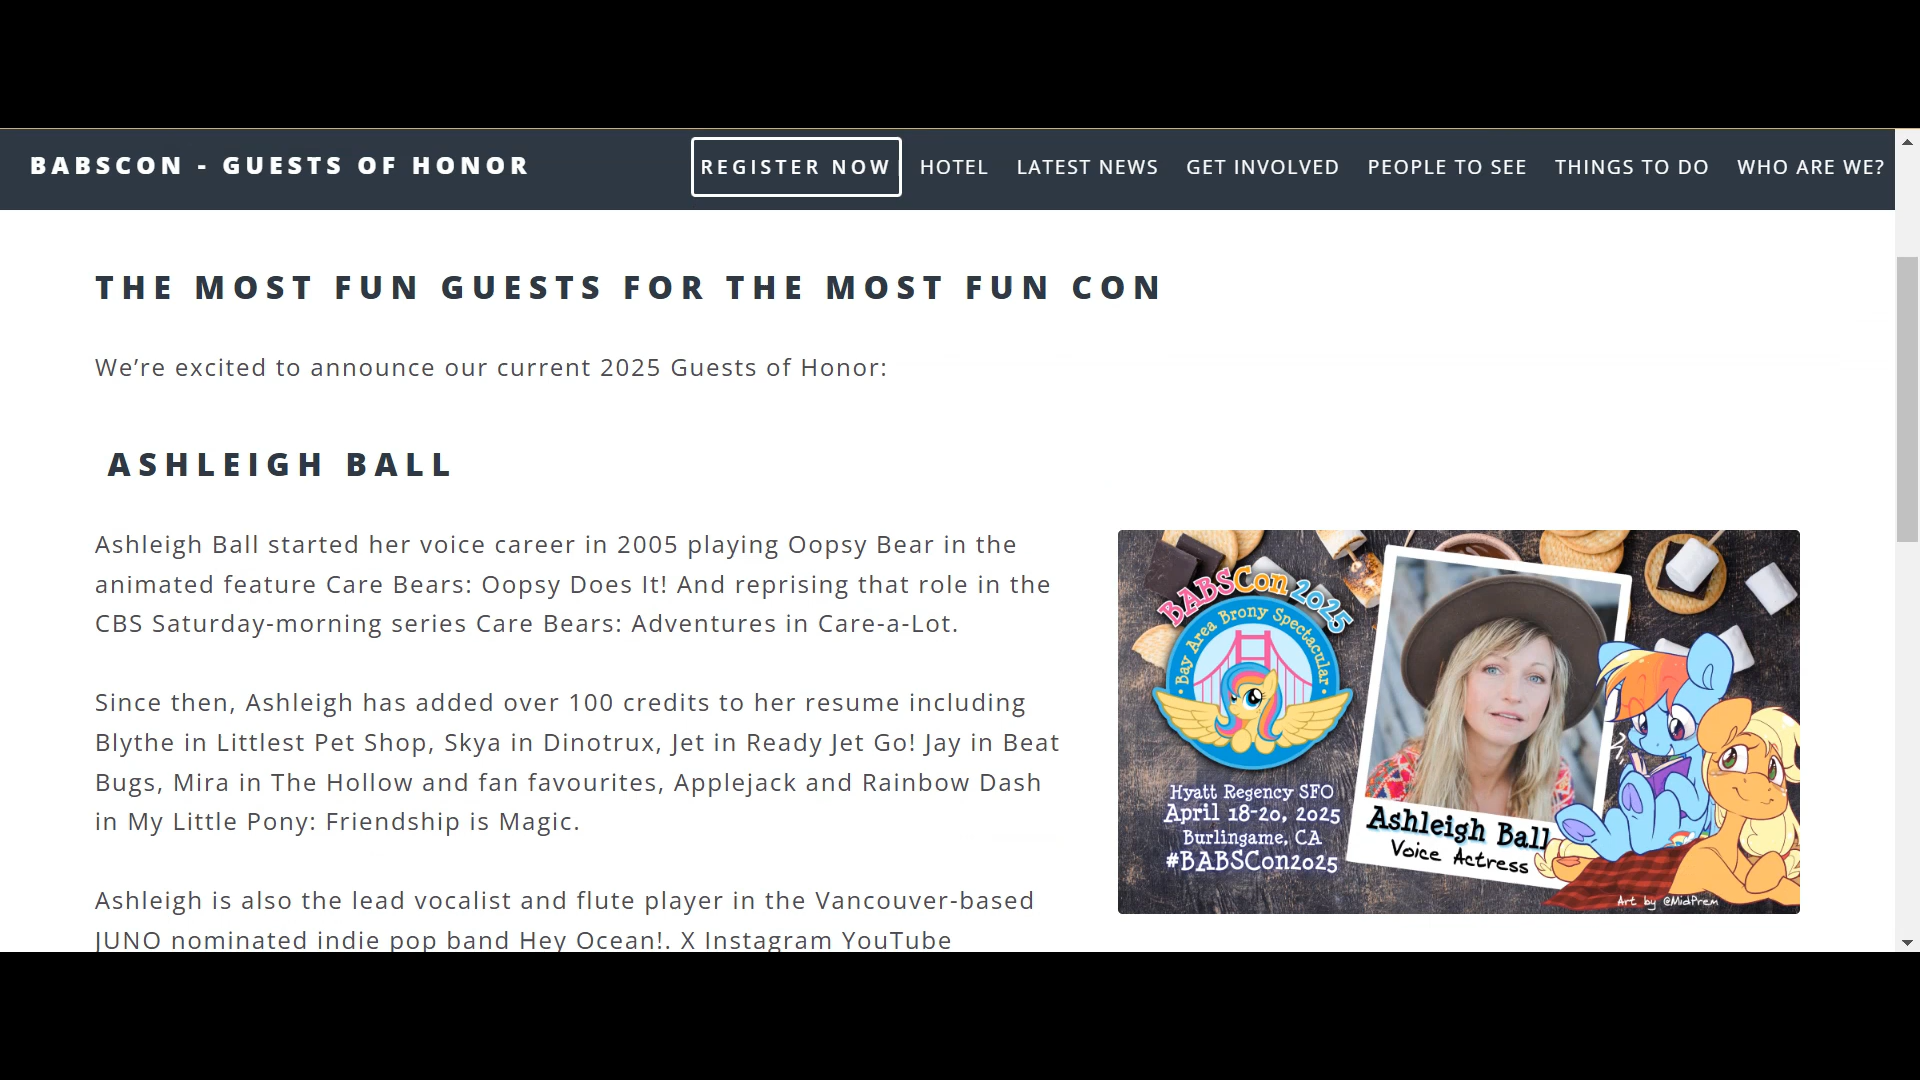 BABSCON - GUESTS OF HONOR
REGISTER NOW
HOTEL
LATEST NEWS
GET INVOLVED
PEOPLE TO SEE
THINGS TO DO
WHO ARE WE?
THE MOST FUN GUESTS FOR THE MOST FUN CON
We’re excited to announce our current 2025 Guests of Honor:
ASHLEIGH BALL
Ashleigh Ball started her voice career in 2005 playing Oopsy Bear in the
animated feature Care Bears: Oopsy Does It! And reprising that role in the
CBS Saturday-morning series Care Bears: Adventures in Care-a-Lot.
Since then, Ashleigh has added over 100 credits to her resume including
Blythe in Littlest Pet Shop, Skya in Dinotrux, Jet in Ready Jet Go! Jay in Beat
Bugs, Mira in The Hollow and fan favourites, Applejack and Rainbow Dash
in My Little Pony: Friendship is Magic.
Ashleigh is also the lead vocalist and flute player in the Vancouver-based
JUNO nominated indie pop band Hey Ocean!. X Instagram YouTube
BABSCon 2025
Bay Area Brony Spectacular
Hyatt Regency SFO
April 18-20, 2025
Burlingame, CA
#BABSCon2025
Ashleigh Ball
Voice Actress
Art by @MidPrem